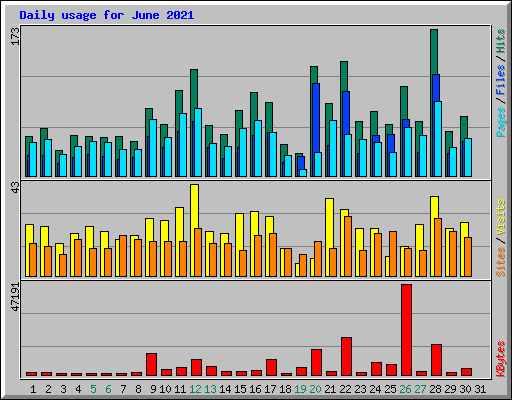 Daily usage for June 2021
173
Pages / Files / Hits
43
Sites / Visits
47191
KBytes
1 2 3 4 5 6 7 8 9 10 11 12 13 14 15 16 17 18 19 20 21 22 23 24 25 26 27 28 29 30 31